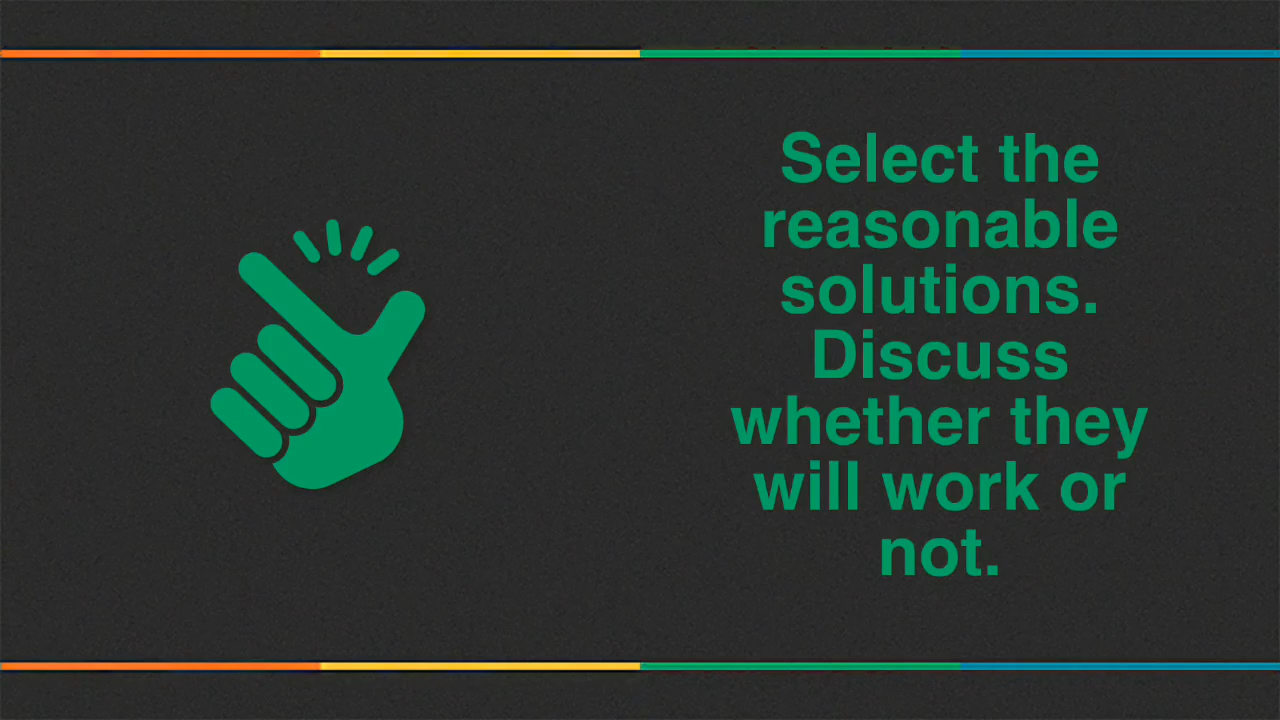 Select the
reasonable
solutions.
Discuss
whether they
will work or
not.